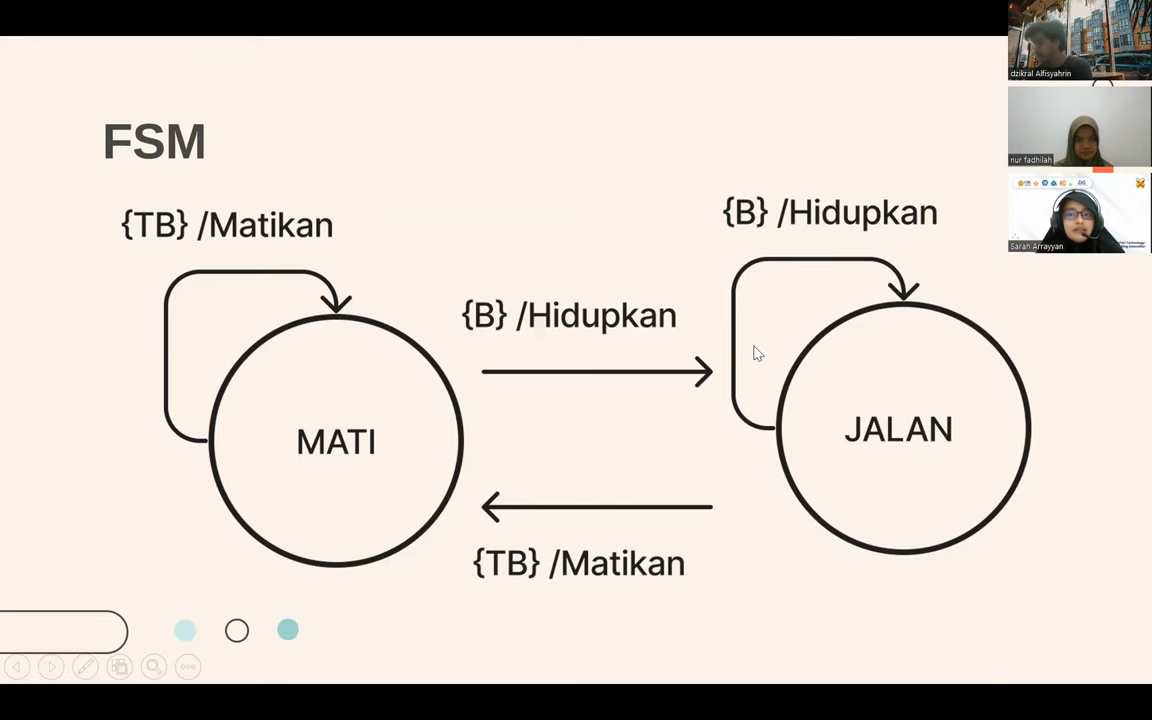 FSM
{TB} /Matikan
{B} /Hidupkan
{B} /Hidupkan
MATI
JALAN
{TB} /Matikan
dzikral Alfisyahrin
nur fadhilah
Sarah Arrayyan